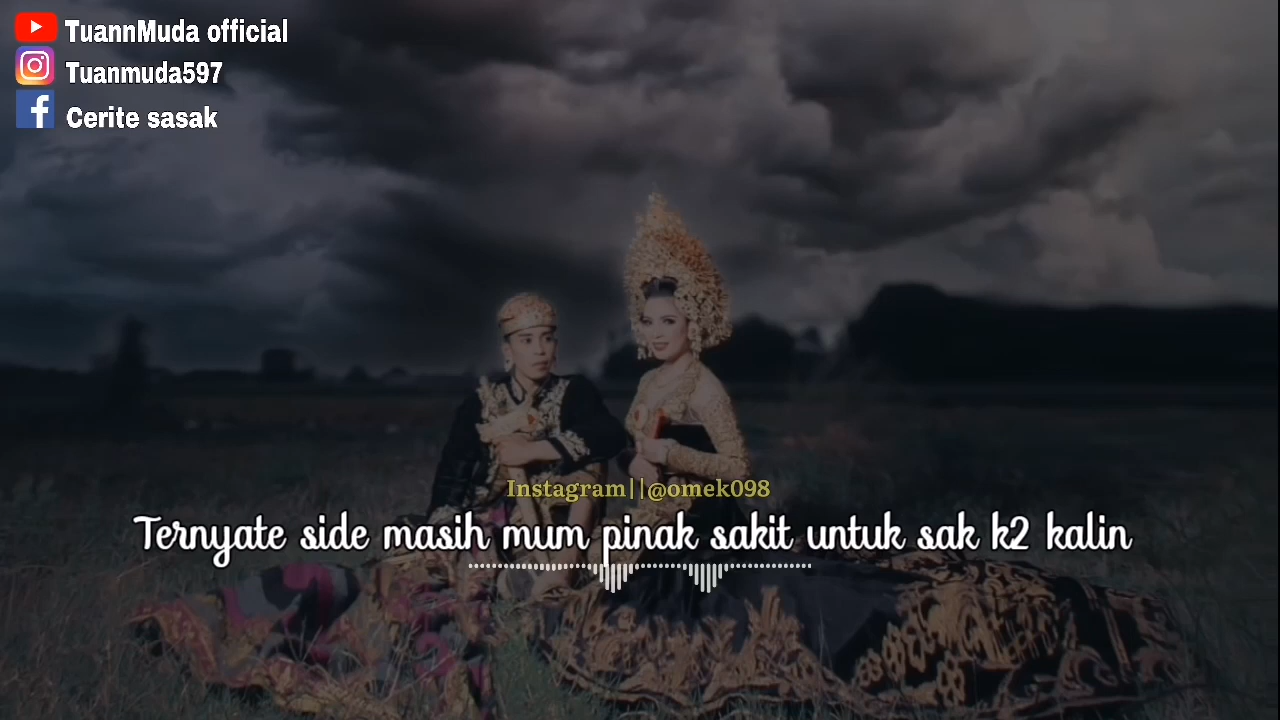 TuannMuda official
Tuanmuda597
Cerite sasak
Instagram||@omek098
Ternyate side masih mum pinak sakit untuk sak k2 kalin